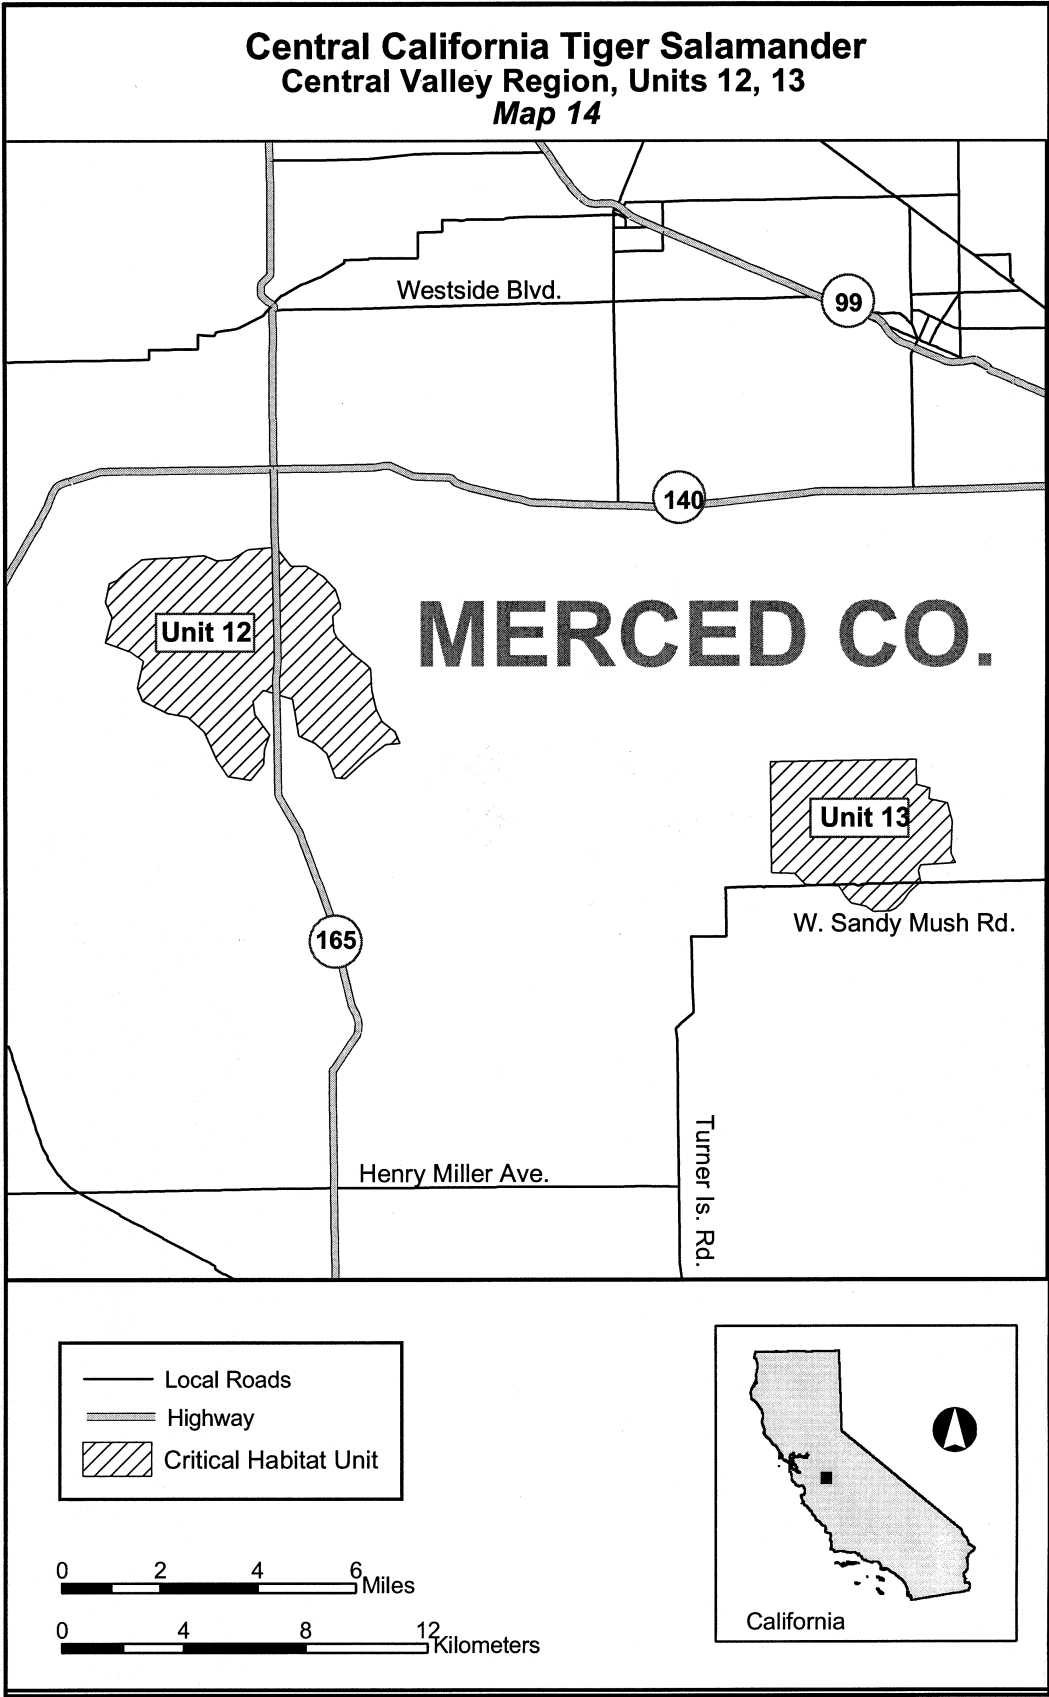 Central California Tiger Salamander
Central Valley Region, Units 12, 13
Map 14
Westside Blvd.
99
140
Unit 12
MERCED CO.
Unit 13
W. Sandy Mush Rd.
165
Turner Is. Rd.
Henry Miller Ave.
Local Roads
Highway
Critical Habitat Unit
0 2 4 6
Miles
0 4 8 12
Kilometers
California